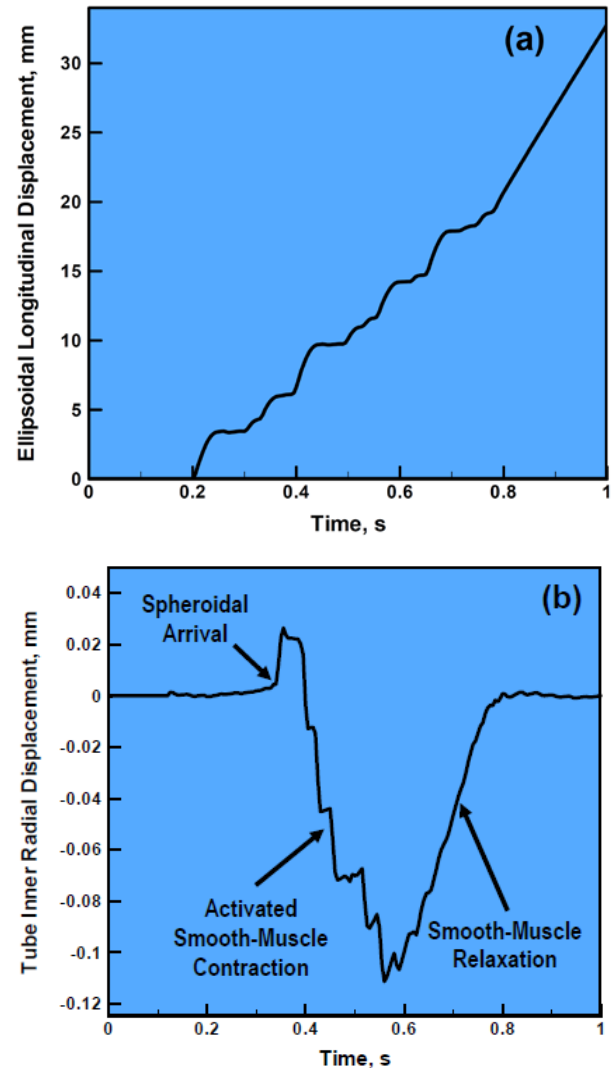 (a)
Ellipsoidal Longitudinal Displacement, mm
30
25
20
15
10
5
0
0 0.2 0.4 0.6 0.8 1
Time, s
(b)
Tube Inner Radial Displacement, mm
0.04
0.02
0
-0.02
-0.04
-0.06
-0.08
-0.1
-0.12
Spheroidal
Arrival
Activated
Smooth-Muscle
Contraction
Smooth-Muscle
Relaxation
0 0.2 0.4 0.6 0.8 1
Time, s